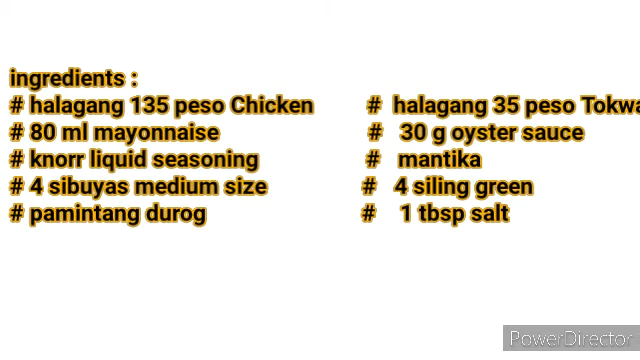 ingredients :
# halagang 135 peso Chicken # halagang 35 peso Tokwa
# 80 ml mayonnaise # 30 g oyster sauce
# knorr liquid seasoning # mantika
# 4 sibuyas medium size # 4 siling green
# pamintang durog # 1 tbsp salt
PowerDirector